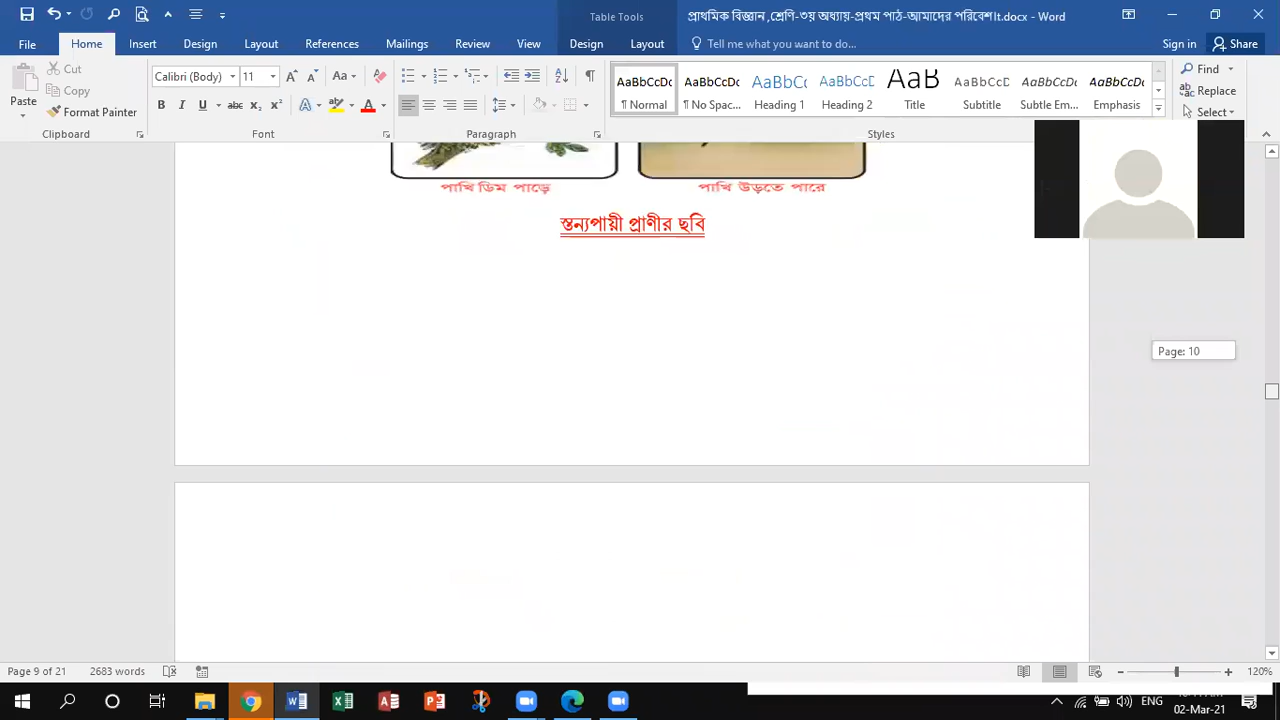 Table Tools
প্রাথমিক বিজ্ঞান ,শ্রেণি-৩য় অধ্যায়-প্রথম পাঠ-আমাদের পরিবেশ।t.docx - Word
File Home Insert Design Layout References Mailings Review View Design Layout Tell me what you want to do... Sign in Share
Paste
Cut
Copy
Format Painter
Calibri (Body) 11
AaBbCcDc AaBbCcDc AaBbCc AaBbCcD AaB AaBbCcD AaBbCcDc AaBbCcDc
¶ Normal ¶ No Spac... Heading 1 Heading 2 Title Subtitle Subtle Em... Emphasis
Find
Replace
Select
Clipboard Font Paragraph Styles
পাখি ডিম পাড়ে পাখি উড়তে পারে
স্তন্যপায়ী প্রাণীর ছবি
Page: 10
Page 9 of 21 2683 words 120%
ENG
02-Mar-21